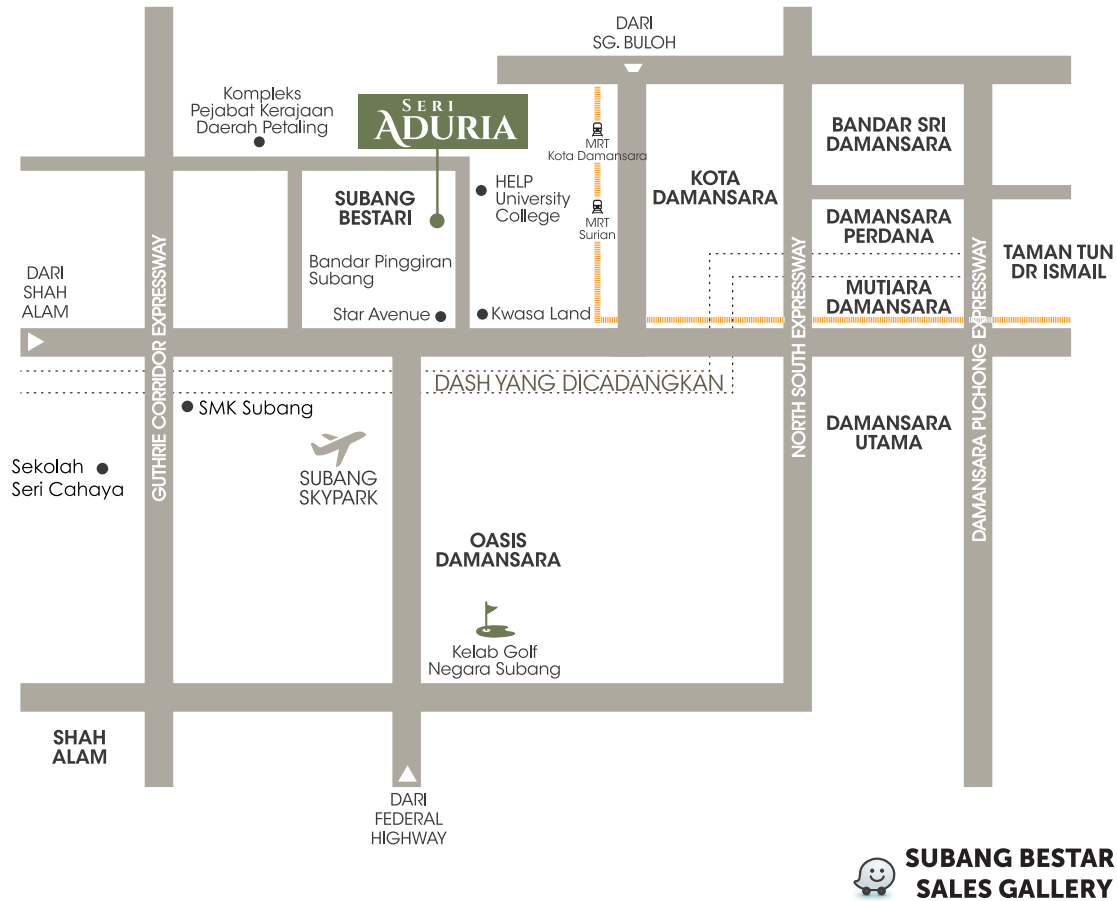 DARI
SG. BULOH
Kompleks
Pejabat Kerajaan
Daerah Petaling
SERI
ADURIA
MRT
Kota Damansara
BANDAR SRI
DAMANSARA
SUBANG
BESTARI
HELP
University
College
KOTA
DAMANSARA
MRT
Surian
DAMANSARA
PERDANA
TAMAN TUN
DR ISMAIL
DARI
SHAH
ALAM
Bandar Pinggiran
Subang
MUTIARA
DAMANSARA
Star Avenue
Kwasa Land
GUTHRIE CORRIDOR EXPRESSWAY
NORTH SOUTH EXPRESSWAY
DAMANSARA PUCHONG EXPRESSWAY
DASH YANG DICADANGKAN
SMK Subang
DAMANSARA
UTAMA
Sekolah
Seri Cahaya
SUBANG
SKYPARK
OASIS
DAMANSARA
Kelab Golf
Negara Subang
SHAH
ALAM
DARI
FEDERAL
HIGHWAY
SUBANG BESTAR
SALES GALLERY